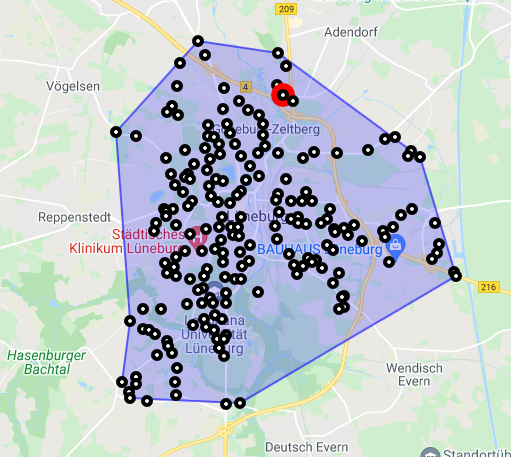 209
Adendorf
Vögelsen
4
Lüneburg-Zeltberg
Reppenstedt
Lüneburg
Städtisches
Klinikum Lüneburg
BAUHAUS Lüneburg
216
Leuphana
Universität
Lüneburg
Hasenburger
Bachtal
Wendisch
Evern
Deutsch Evern